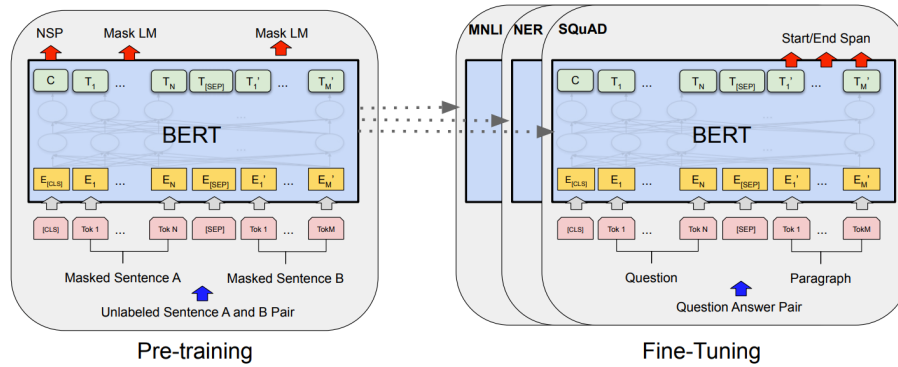 NSP Mask LM Mask LM
C T1 ... TN T[SEP] T1' ... TM'
BERT
E[CLS] E1 ... EN E[SEP] E1' ... EM'
[CLS] Tok 1 ... Tok N [SEP] Tok 1 ... TokM
Masked Sentence A Masked Sentence B
Unlabeled Sentence A and B Pair
Pre-training
MNLI NER SQuAD
Start/End Span
C T1 ... TN T[SEP] T1' ... TM'
BERT
E[CLS] E1 ... EN E[SEP] E1' ... EM'
[CLS] Tok 1 ... Tok N [SEP] Tok 1 ... TokM
Question Paragraph
Question Answer Pair
Fine-Tuning